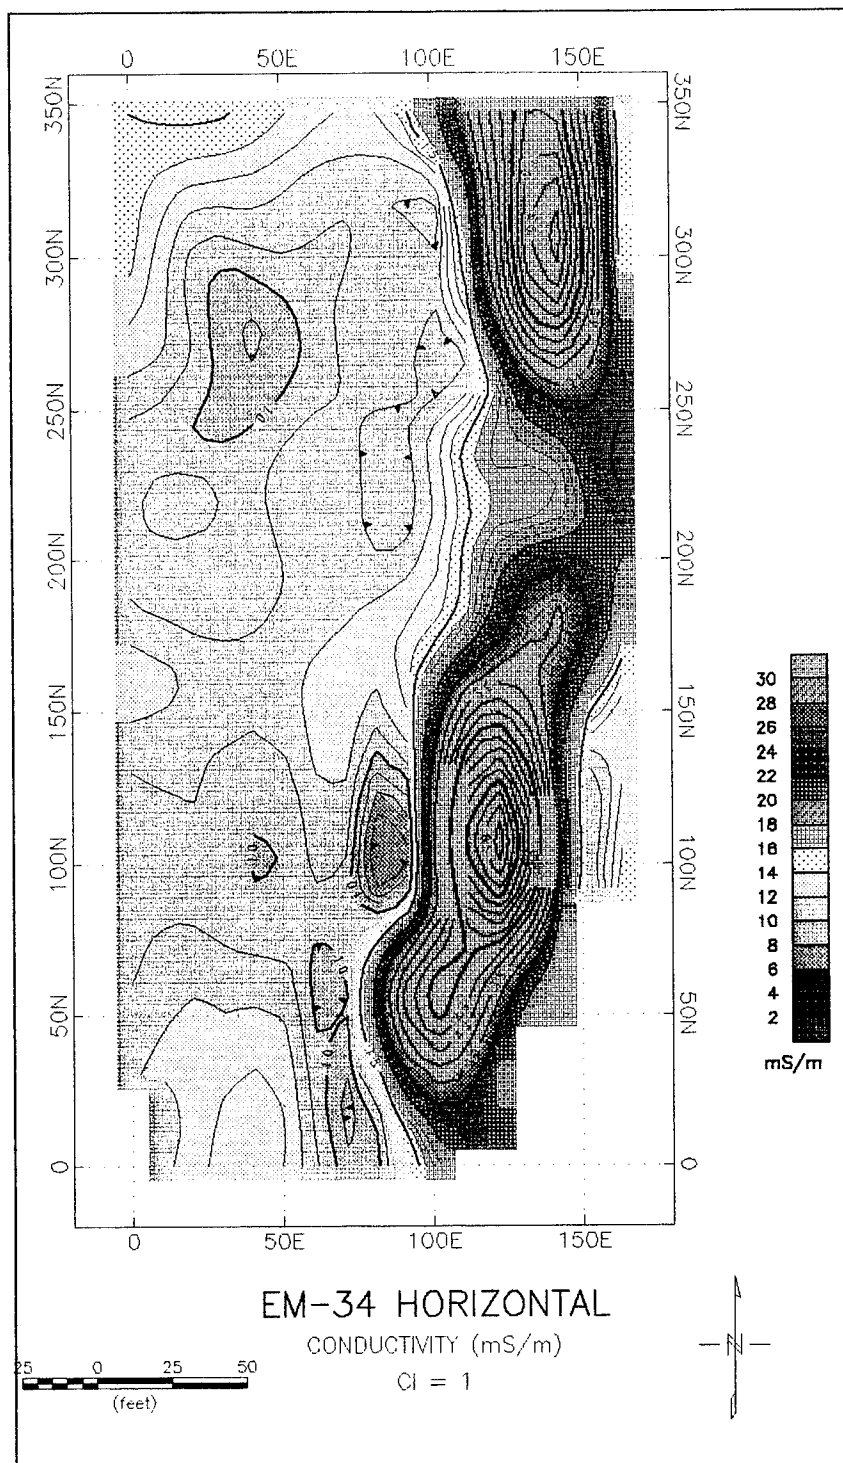 0 50E 100E 150E
350N 350N
300N 300N
250N 250N
200N 200N
150N 150N
100N 100N
50N 50N
0 0
0 50E 100E 150E
30
28
26
24
22
20
18
16
14
12
10
8
6
4
2
mS/m
EM-34 HORIZONTAL
CONDUCTIVITY (mS/m)
CI = 1
25 0 25 50
(feet)
N